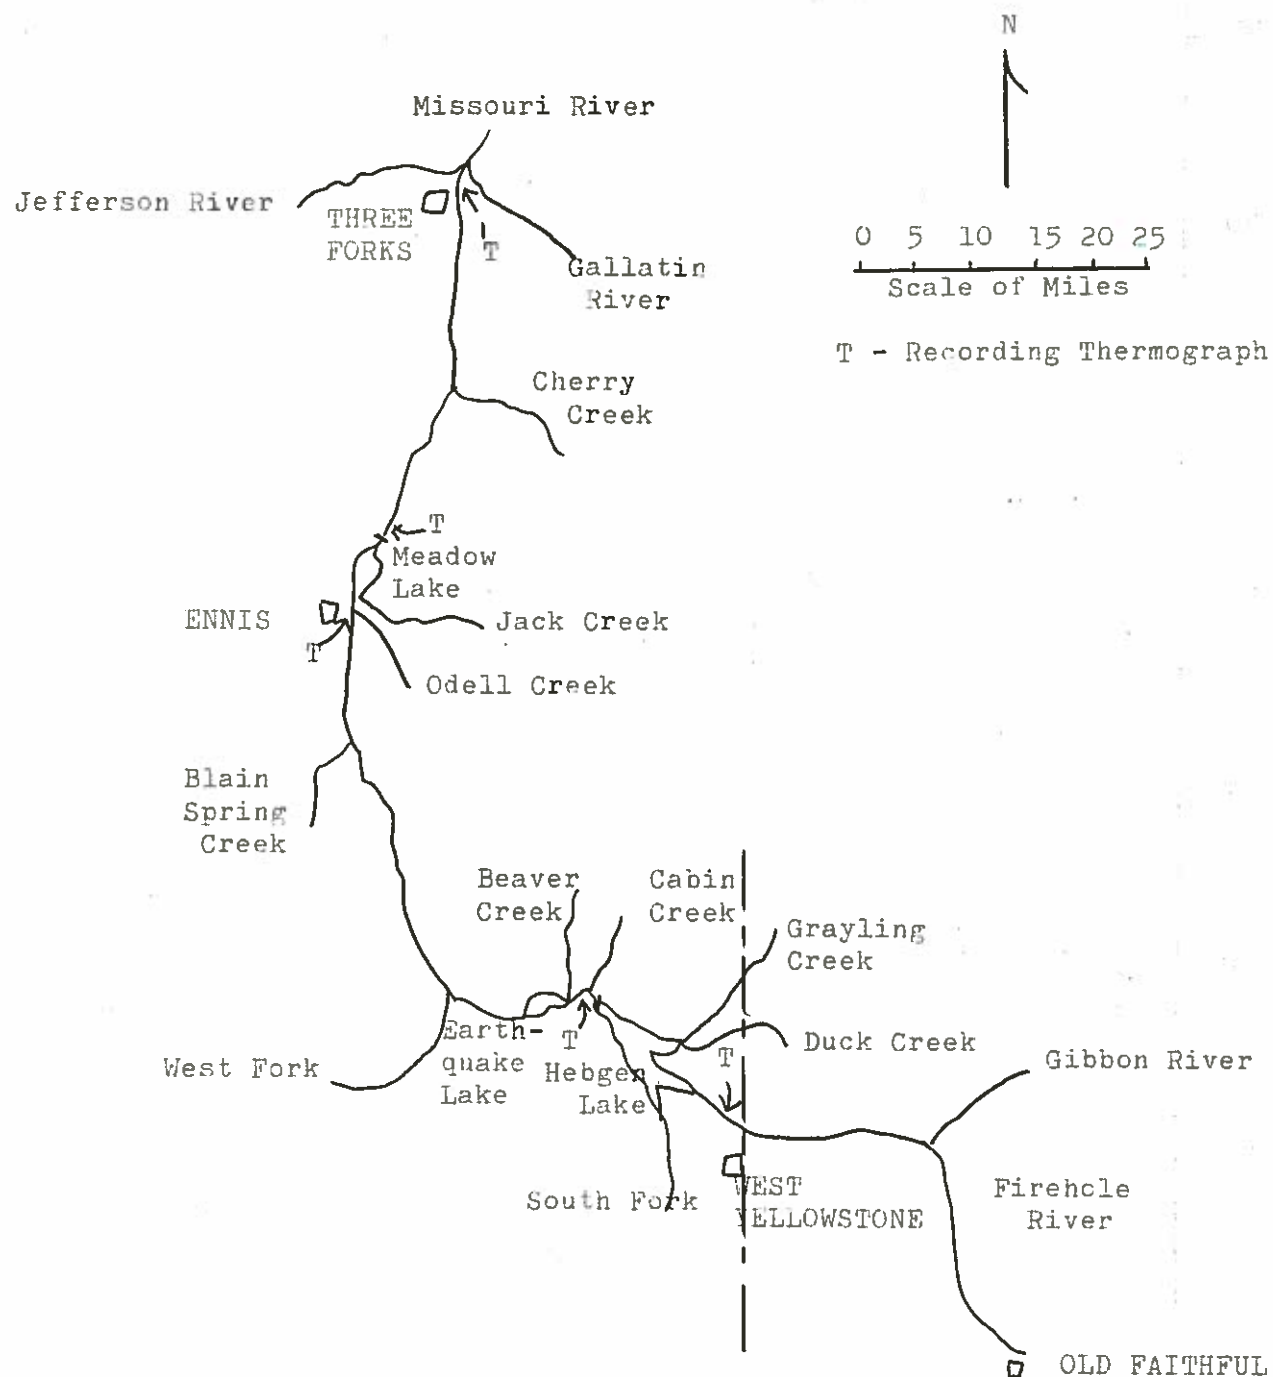 N
Missouri River
Jefferson River
THREE
FORKS
T
Gallatin
River
0 5 10 15 20 25
Scale of Miles
T - Recording Thermograph
Cherry
Creek
T
Meadow
Lake
ENNIS
Jack Creek
T
Odell Creek
Blain
Spring
Creek
Beaver
Creek
Cabin
Creek
Grayling
Creek
Earth-
quake
Lake
T
Hebgen
Lake
T
Duck Creek
Gibbon River
West Fork
South Fork
WEST
YELLOWSTONE
Firehcle
River
OLD FAITHFUL